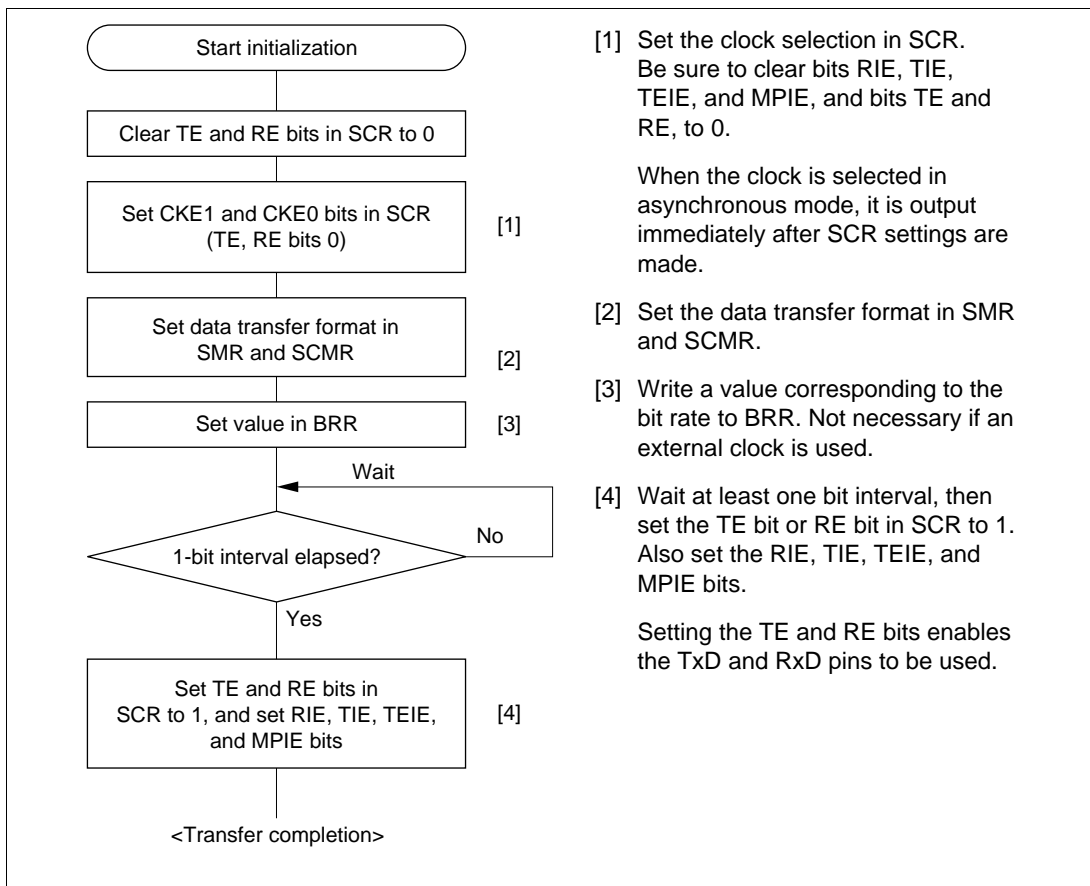 Start initialization
Clear TE and RE bits in SCR to 0
Set CKE1 and CKE0 bits in SCR
(TE, RE bits 0)
[1]
Set data transfer format in
SMR and SCMR
[2]
Set value in BRR
[3]
Wait
No
1-bit interval elapsed?
Yes
Set TE and RE bits in
SCR to 1, and set RIE, TIE, TEIE,
and MPIE bits
[4]
<Transfer completion>
[1] Set the clock selection in SCR.
Be sure to clear bits RIE, TIE,
TEIE, and MPIE, and bits TE and
RE, to 0.
When the clock is selected in
asynchronous mode, it is output
immediately after SCR settings are
made.
[2] Set the data transfer format in SMR
and SCMR.
[3] Write a value corresponding to the
bit rate to BRR. Not necessary if an
external clock is used.
[4] Wait at least one bit interval, then
set the TE bit or RE bit in SCR to 1.
Also set the RIE, TIE, TEIE, and
MPIE bits.
Setting the TE and RE bits enables
the TxD and RxD pins to be used.